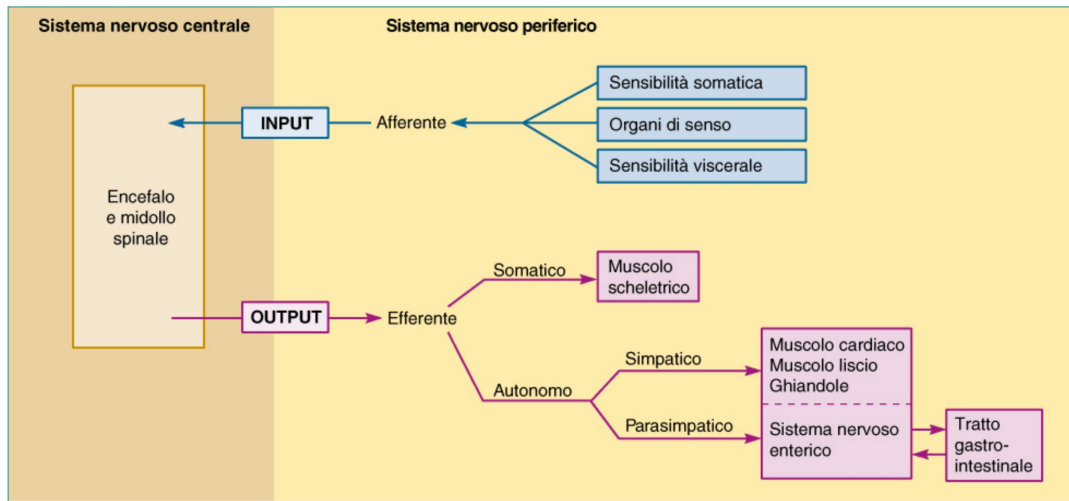 Sistema nervoso centrale
Sistema nervoso periferico
Sensibilità somatica
INPUT
Afferente
Organi di senso
Sensibilità viscerale
Encefalo
e midollo
spinale
Somatico
Muscolo
scheletrico
OUTPUT
Efferente
Simpatico
Muscolo cardiaco
Muscolo liscio
Ghiandole
Autonomo
Parasimpatico
Sistema nervoso
enterico
Tratto
gastro-
intestinale